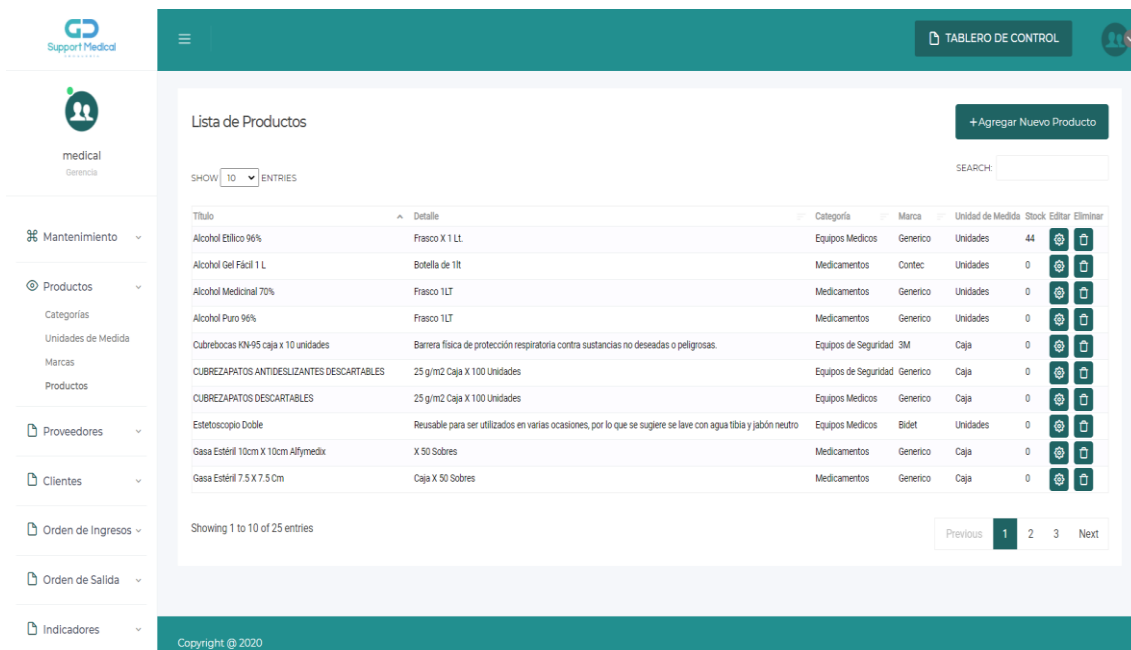 GD
Support Medical
TABLERO DE CONTROL
medical
Gerencia
Mantenimiento
Productos
Categorías
Unidades de Medida
Marcas
Productos
Proveedores
Clientes
Orden de Ingresos
Orden de Salida
Indicadores
Lista de Productos
+Agregar Nuevo Producto
SHOW 10 ENTRIES
SEARCH:
Título Detalle Categoría Marca Unidad de Medida Stock Editar Eliminar
Alcohol Etílico 96% Frasco X 1 Lt. Equipos Medicos Generico Unidades 44
Alcohol Gel Fácil 1 L Botella de 1lt Medicamentos Contec Unidades 0
Alcohol Medicinal 70% Frasco 1LT Medicamentos Generico Unidades 0
Alcohol Puro 96% Frasco 1LT Medicamentos Generico Unidades 0
Cubrebocas KN-95 caja x 10 unidades Barrera física de protección respiratoria contra sustancias no deseadas o peligrosas. Equipos de Seguridad 3M Caja 0
CUBREZAPATOS ANTIDESLIZANTES DESCARTABLES 25 g/m2 Caja X 100 Unidades Equipos de Seguridad Generico Caja 0
CUBREZAPATOS DESCARTABLES 25 g/m2 Caja X 100 Unidades Equipos Medicos Generico Caja 0
Estetoscopio Doble Reusable para ser utilizados en varias ocasiones, por lo que se sugiere se lave con agua tibia y jabón neutro Equipos Medicos Bidet Unidades 0
Gasa Estéril 10cm X 10cm Alfymedix X 50 Sobres Medicamentos Generico Caja 0
Gasa Estéril 7.5 X 7.5 Cm Caja X 50 Sobres Medicamentos Generico Caja 0
Showing 1 to 10 of 25 entries
Previous 1 2 3 Next
Copyright @ 2020